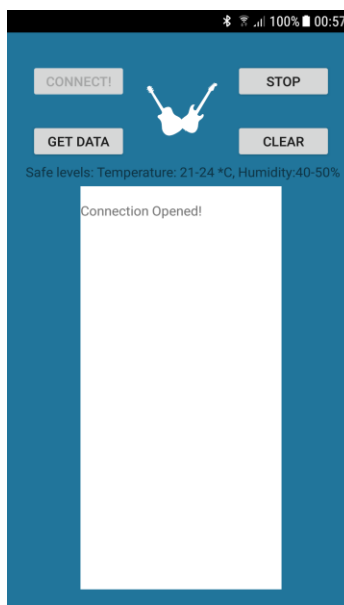 100% 00:57
CONNECT! STOP
GET DATA CLEAR
Safe levels: Temperature: 21-24 *C, Humidity:40-50%
Connection Opened!